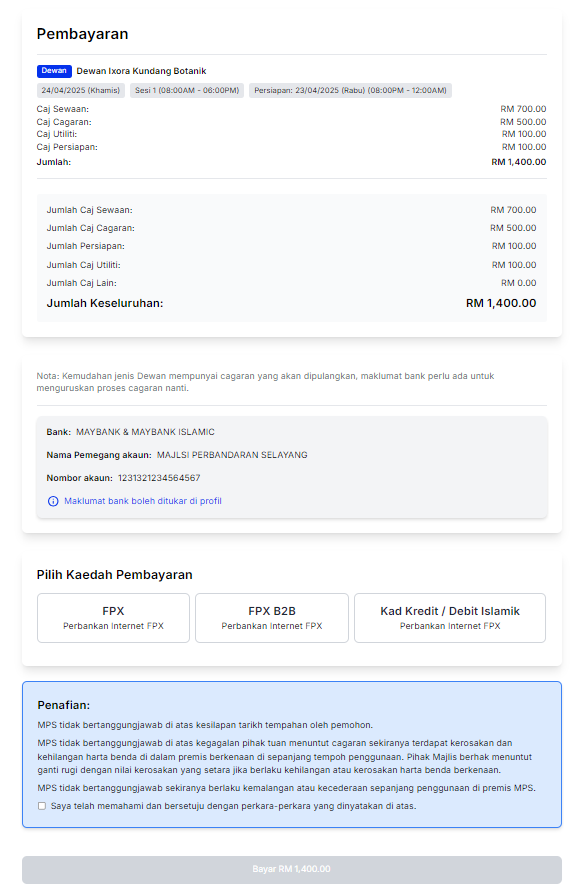 Pembayaran
Dewan Dewan Ixora Kundang Botanik
24/04/2025 (Khamis) Sesi 1 (08:00AM - 06:00PM) Persiapan: 23/04/2025 (Rabu) (08:00PM - 12:00AM)
Caj Sewaan: RM 700.00
Caj Cagaran: RM 500.00
Caj Utiliti: RM 100.00
Caj Persiapan: RM 100.00
Jumlah: RM 1,400.00
Jumlah Caj Sewaan: RM 700.00
Jumlah Caj Cagaran: RM 500.00
Jumlah Persiapan: RM 100.00
Jumlah Caj Utiliti: RM 100.00
Jumlah Caj Lain: RM 0.00
Jumlah Keseluruhan: RM 1,400.00
Nota: Kemudahan jenis Dewan mempunyai cagaran yang akan dipulangkan, maklumat bank perlu ada untuk
menguruskan proses cagaran nanti.
Bank: MAYBANK & MAYBANK ISLAMIC
Nama Pemegang akaun: MAJLSI PERBANDARAN SELAYANG
Nombor akaun: 1231321234564567
Maklumat bank boleh ditukar di profil
Pilih Kaedah Pembayaran
FPX FPX B2B Kad Kredit / Debit Islamik
Perbankan Internet FPX Perbankan Internet FPX Perbankan Internet FPX
Penafian:
MPS tidak bertanggungjawab di atas kesilapan tarikh tempahan oleh pemohon.
MPS tidak bertanggungjawab di atas kegagalan pihak tuan menuntut cagaran sekiranya terdapat kerosakan dan
kehilangan harta benda di dalam premis berkenaan di sepanjang tempoh penggunaan. Pihak Majlis berhak menuntut
ganti rugi dengan nilai kerosakan yang setara jika berlaku kehilangan atau kerosakan harta benda berkenaan.
MPS tidak bertanggungjawab sekiranya berlaku kemalangan atau kecederaan sepanjang penggunaan di premis MPS.
Saya telah memahami dan bersetuju dengan perkara-perkara yang dinyatakan di atas.
Bayar RM 1,400.00